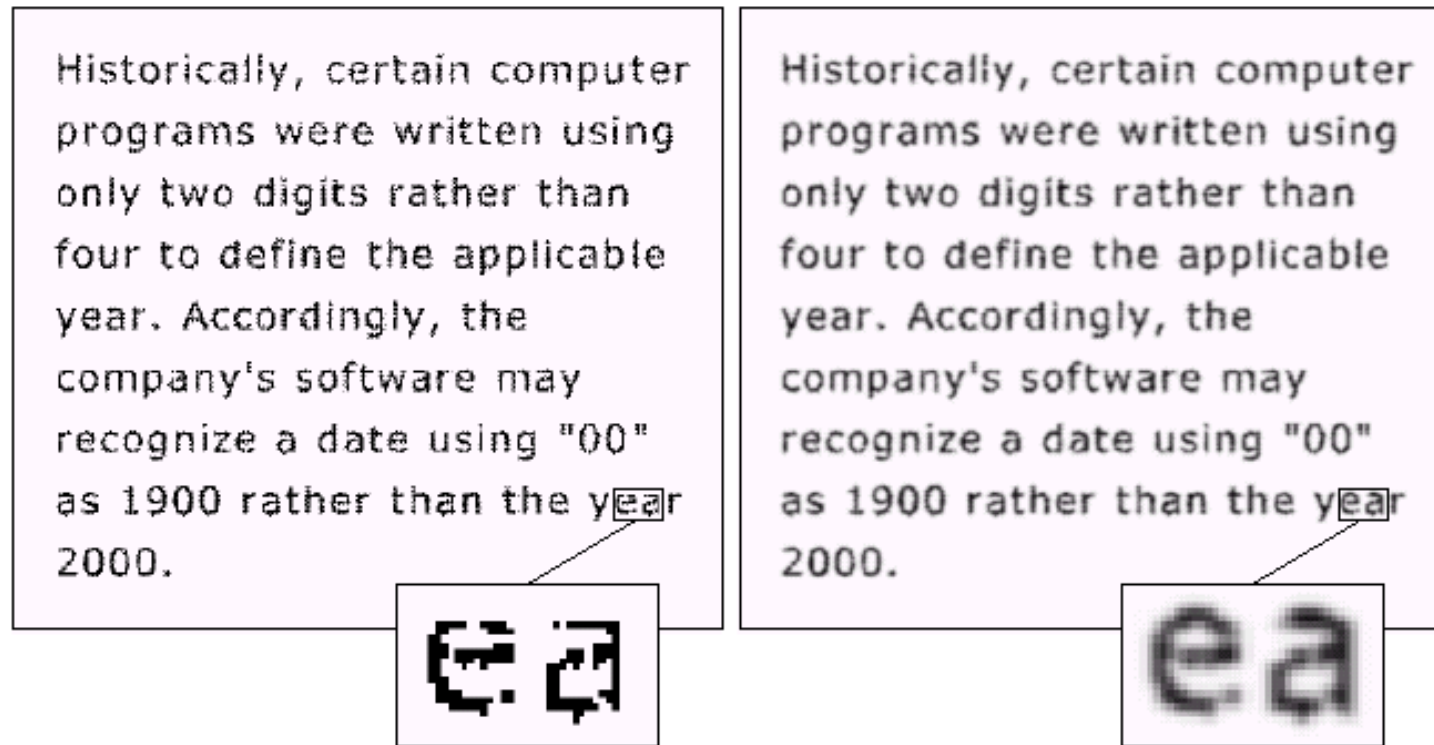 Historically, certain computer
programs were written using
only two digits rather than
four to define the applicable
year. Accordingly, the
company's software may
recognize a date using "00"
as 1900 rather than the year
2000.
ea
Historically, certain computer
programs were written using
only two digits rather than
four to define the applicable
year. Accordingly, the
company's software may
recognize a date using "00"
as 1900 rather than the year
2000.
ea